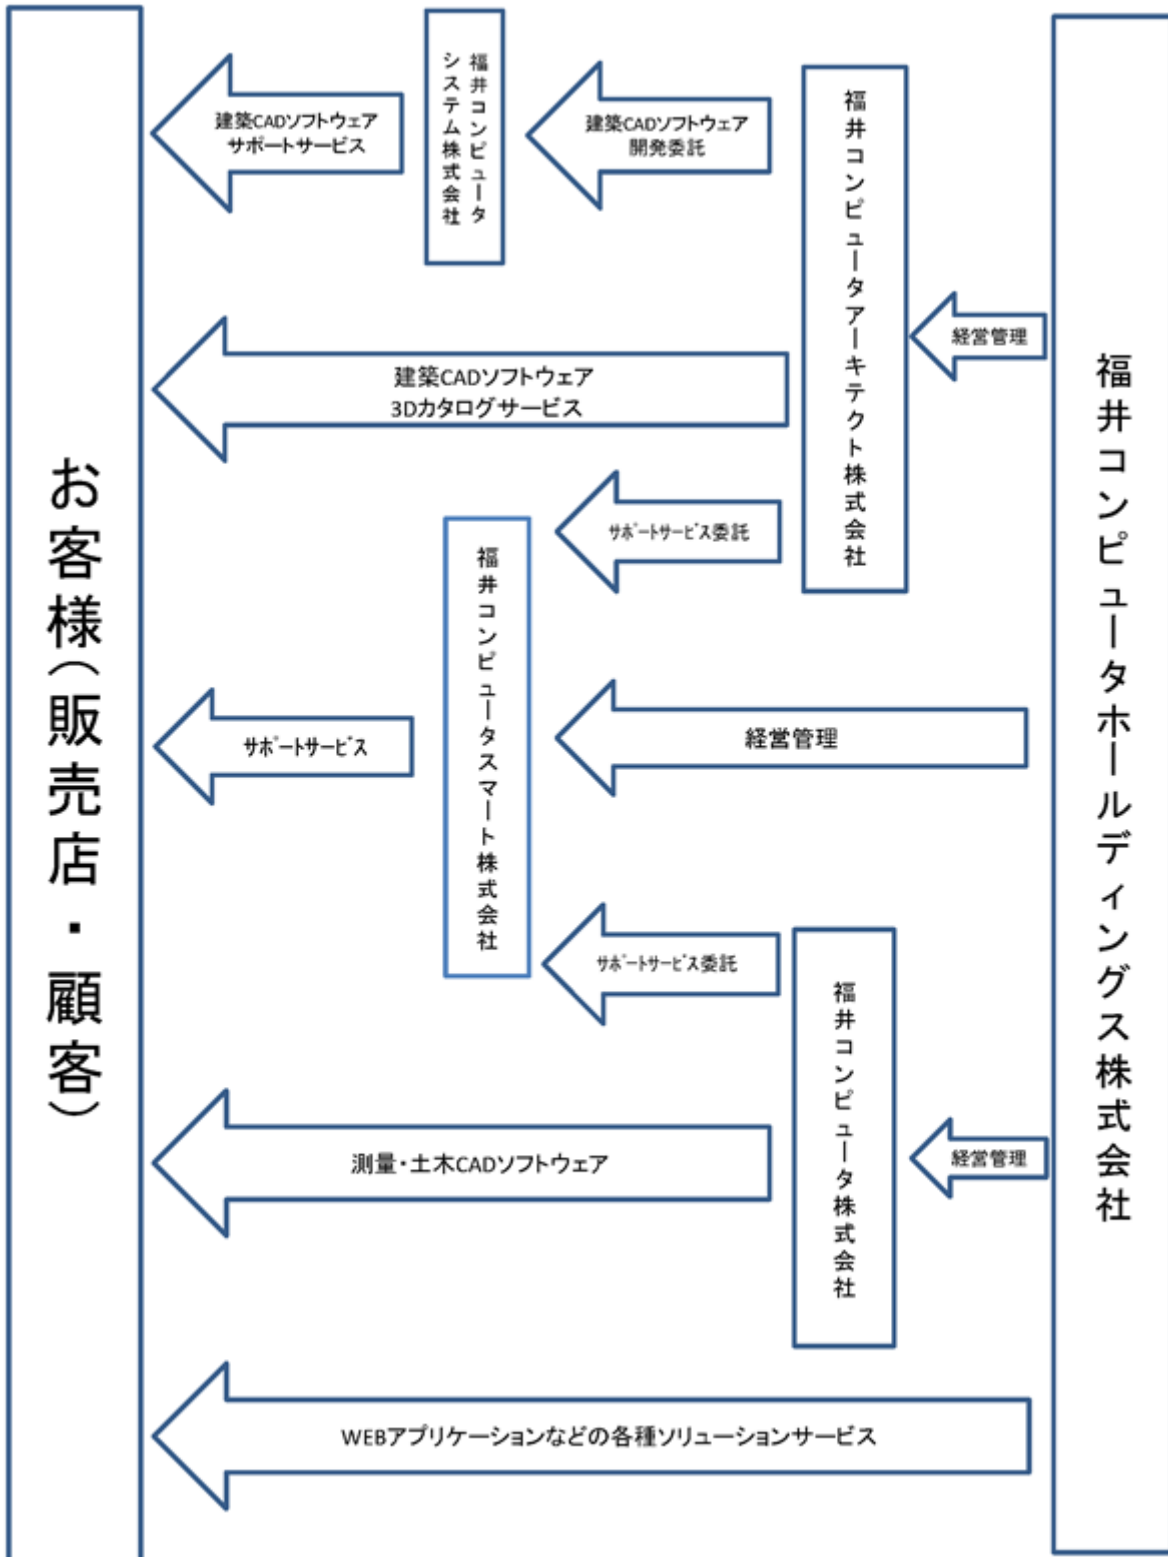 お客様（販売店・顧客）
建築CADソフトウェア
サポートサービス
福井コンピュータ
システム株式会社
建築CADソフトウェア
開発委託
福井コンピュータアーキテクト株式会社
経営管理
福井コンピュータホールディングス株式会社
建築CADソフトウェア
3Dカタログサービス
サポートサービス委託
福井コンピュータスマート株式会社
サポートサービス
経営管理
サポートサービス委託
福井コンピュータ株式会社
測量・土木CADソフトウェア
経営管理
WEBアプリケーションなどの各種ソリューションサービス